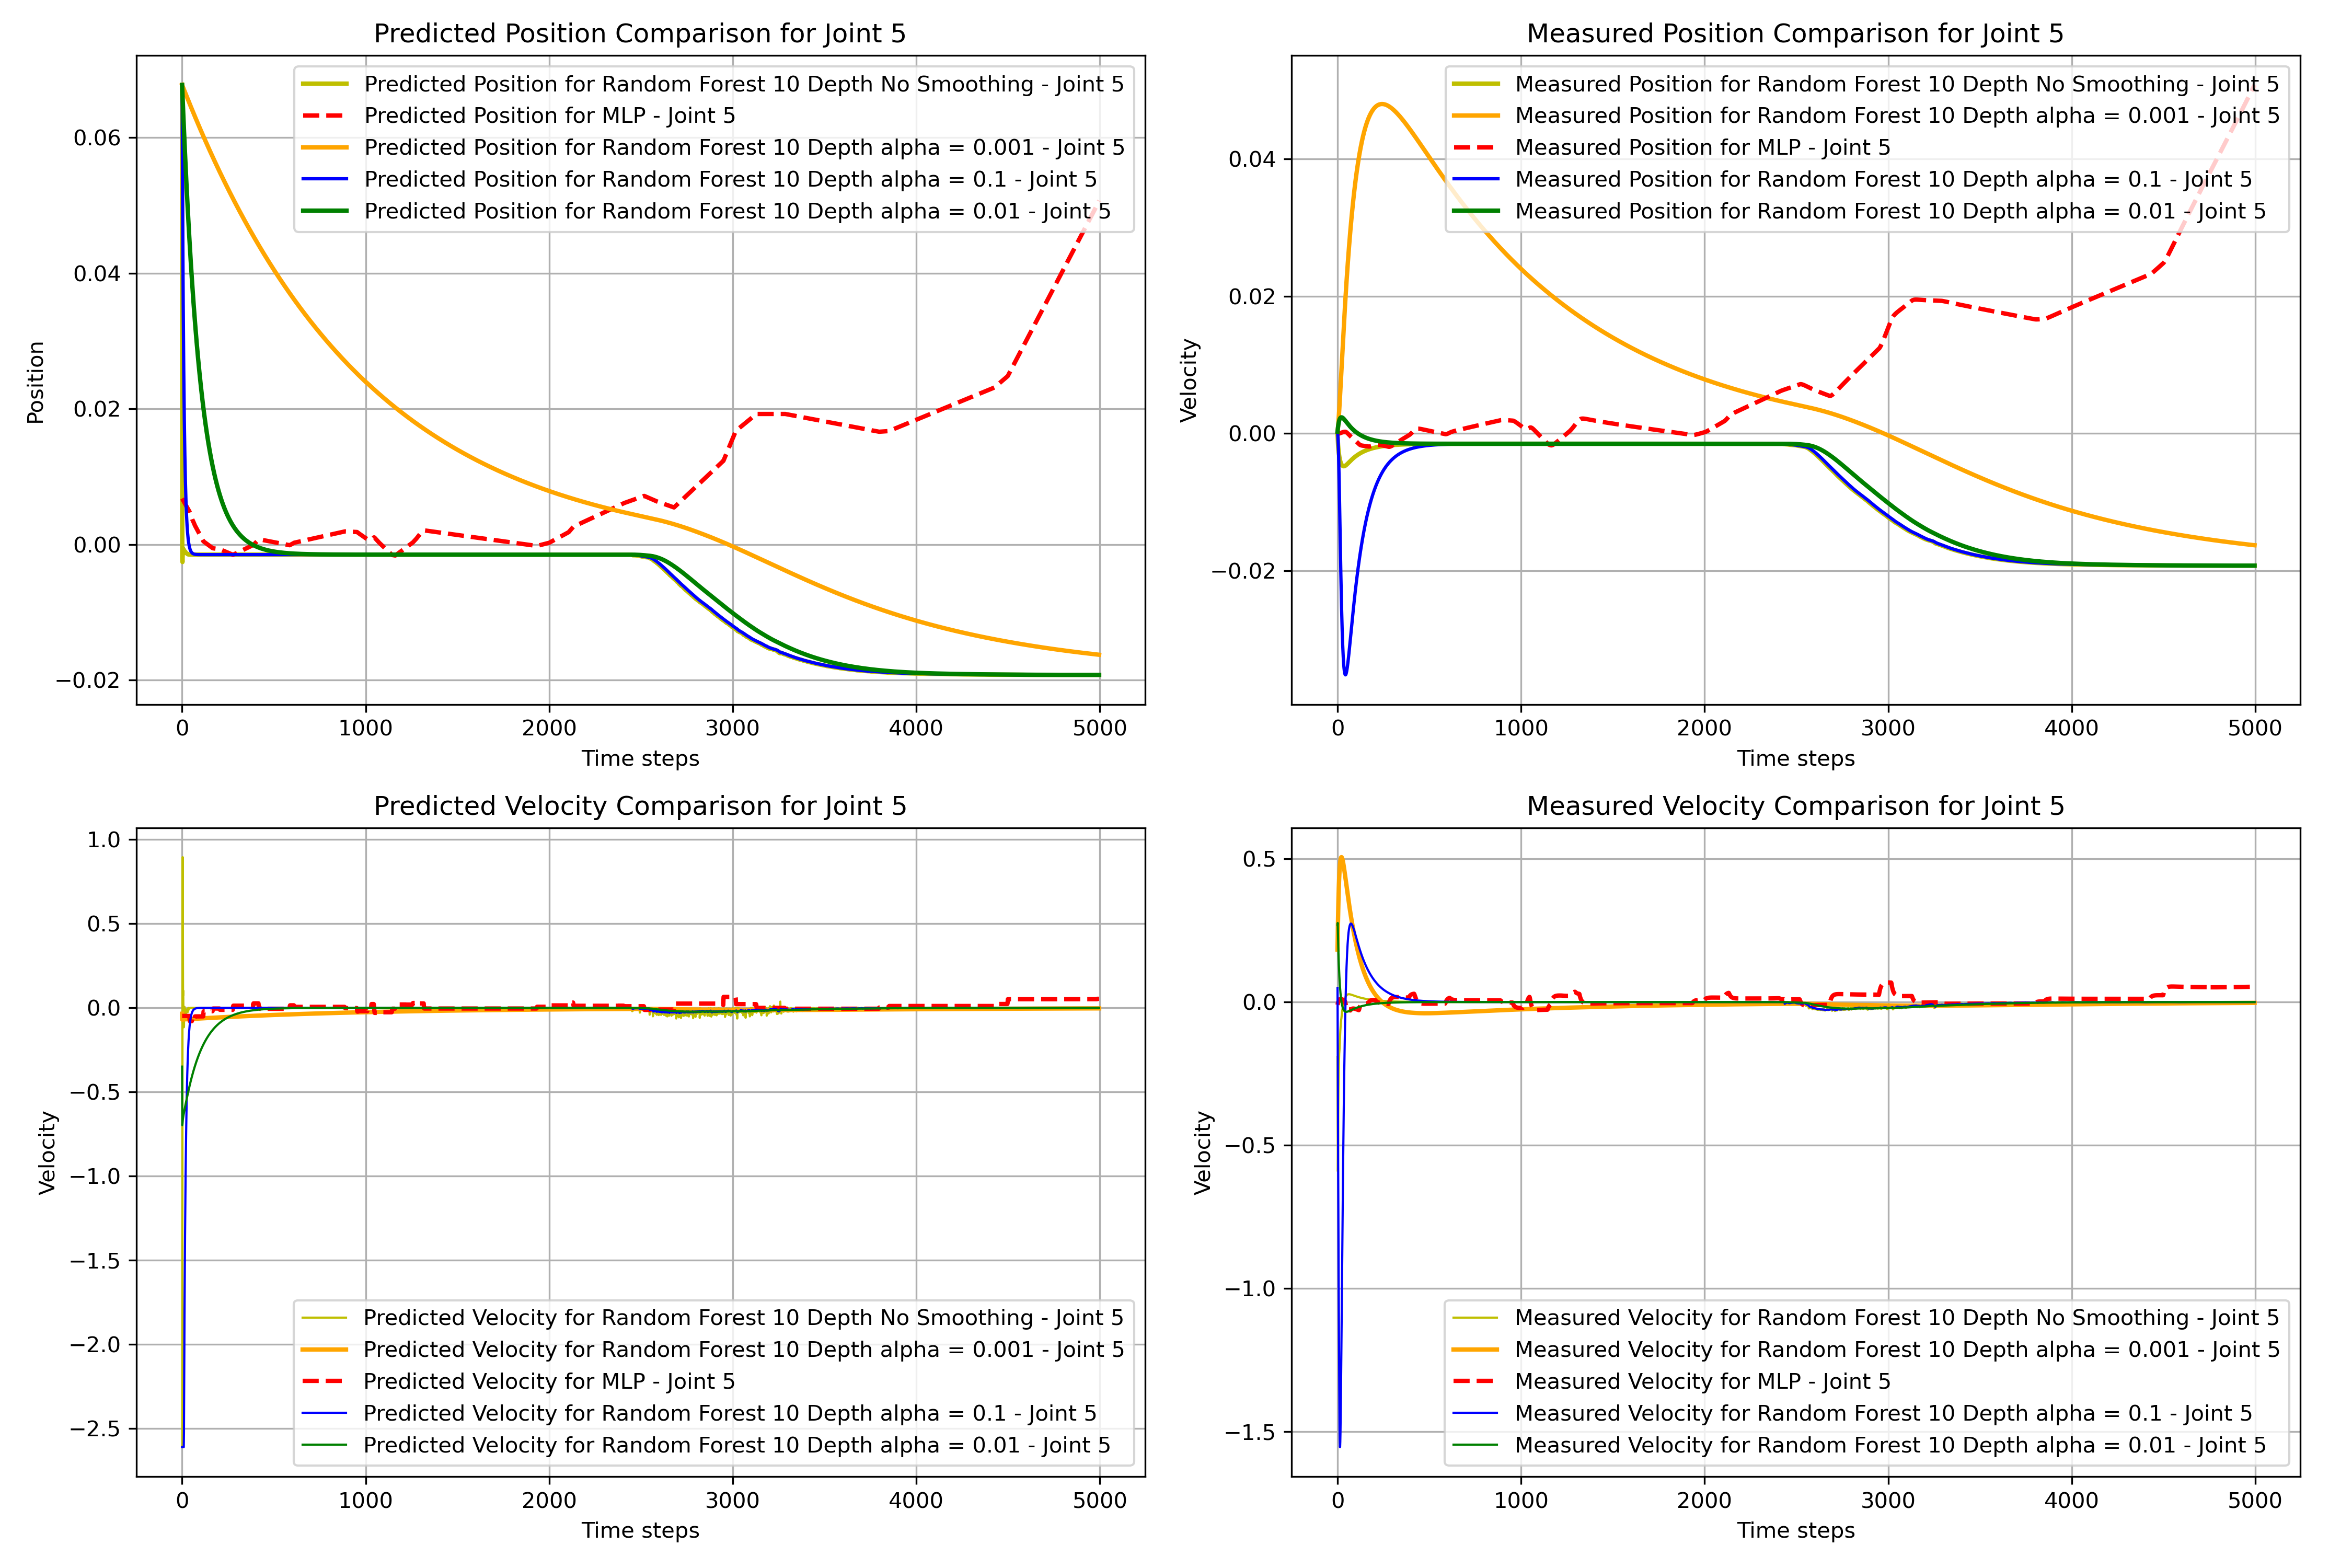 Predicted Position Comparison for Joint 5
Position
0.06
0.04
0.02
0.00
−0.02
Predicted Position for Random Forest 10 Depth No Smoothing - Joint 5
Predicted Position for MLP - Joint 5
Predicted Position for Random Forest 10 Depth alpha = 0.001 - Joint 5
Predicted Position for Random Forest 10 Depth alpha = 0.1 - Joint 5
Predicted Position for Random Forest 10 Depth alpha = 0.01 - Joint 5
0 1000 2000 3000 4000 5000
Time steps
Measured Position Comparison for Joint 5
Velocity
0.04
0.02
0.00
−0.02
Measured Position for Random Forest 10 Depth No Smoothing - Joint 5
Measured Position for Random Forest 10 Depth alpha = 0.001 - Joint 5
Measured Position for MLP - Joint 5
Measured Position for Random Forest 10 Depth alpha = 0.1 - Joint 5
Measured Position for Random Forest 10 Depth alpha = 0.01 - Joint 5
0 1000 2000 3000 4000 5000
Time steps
Predicted Velocity Comparison for Joint 5
Velocity
1.0
0.5
0.0
−0.5
−1.0
−1.5
−2.0
−2.5
Predicted Velocity for Random Forest 10 Depth No Smoothing - Joint 5
Predicted Velocity for Random Forest 10 Depth alpha = 0.001 - Joint 5
Predicted Velocity for MLP - Joint 5
Predicted Velocity for Random Forest 10 Depth alpha = 0.1 - Joint 5
Predicted Velocity for Random Forest 10 Depth alpha = 0.01 - Joint 5
0 1000 2000 3000 4000 5000
Time steps
Measured Velocity Comparison for Joint 5
Velocity
0.5
0.0
−0.5
−1.0
−1.5
Measured Velocity for Random Forest 10 Depth No Smoothing - Joint 5
Measured Velocity for Random Forest 10 Depth alpha = 0.001 - Joint 5
Measured Velocity for MLP - Joint 5
Measured Velocity for Random Forest 10 Depth alpha = 0.1 - Joint 5
Measured Velocity for Random Forest 10 Depth alpha = 0.01 - Joint 5
0 1000 2000 3000 4000 5000
Time steps